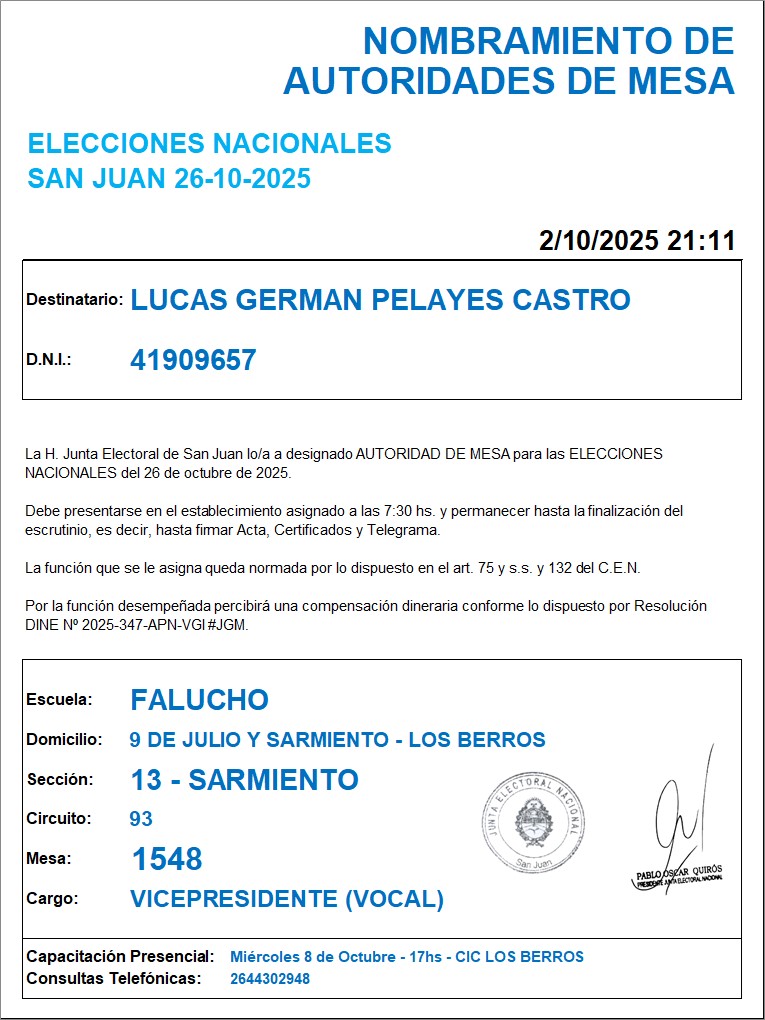 NOMBRAMIENTO DE
AUTORIDADES DE MESA
ELECCIONES NACIONALES
SAN JUAN 26-10-2025
2/10/2025 21:11
Destinatario: LUCAS GERMAN PELAYES CASTRO
D.N.I.: 41909657
La H. Junta Electoral de San Juan lo/a a designado AUTORIDAD DE MESA para las ELECCIONES
NACIONALES del 26 de octubre de 2025.
Debe presentarse en el establecimiento asignado a las 7:30 hs. y permanecer hasta la finalización del
escrutinio, es decir, hasta firmar Acta, Certificados y Telegrama.
La función que se le asigna queda normada por lo dispuesto en el art. 75 y s.s. y 132 del C.E.N.
Por la función desempeñada percibirá una compensación dineraria conforme lo dispuesto por Resolución
DINE Nº 2025-347-APN-VGI#JGM.
Escuela: FALUCHO
Domicilio: 9 DE JULIO Y SARMIENTO - LOS BERROS
Sección: 13 - SARMIENTO
Circuito: 93
Mesa: 1548
Cargo: VICEPRESIDENTE (VOCAL)
JUNTA ELECTORAL NACIONAL
San Juan
PABLO OSCAR QUIRÓS
PRESIDENTE JUNTA ELECTORAL NACIONAL
Capacitación Presencial: Miércoles 8 de Octubre - 17hs - CIC LOS BERROS
Consultas Telefónicas: 2644302948